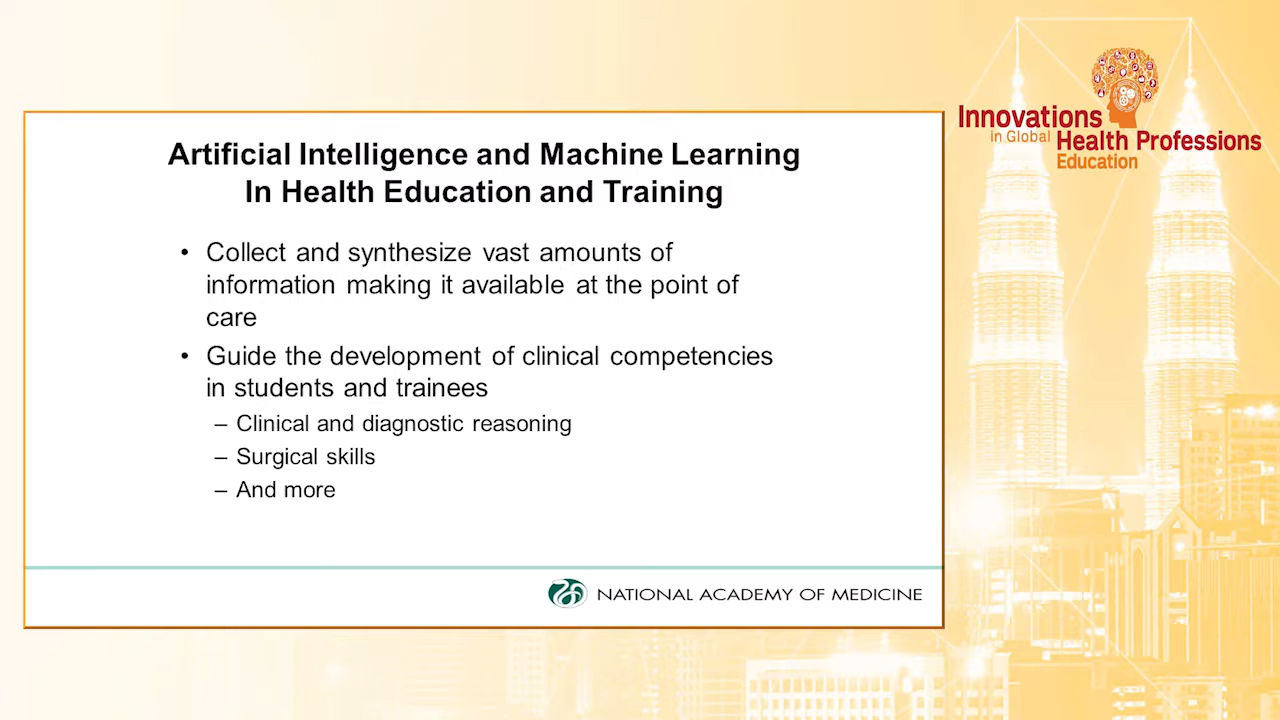 Innovations
in Global Health Professions
Education
Artificial Intelligence and Machine Learning
In Health Education and Training
• Collect and synthesize vast amounts of
information making it available at the point of
care
• Guide the development of clinical competencies
in students and trainees
– Clinical and diagnostic reasoning
– Surgical skills
– And more
NATIONAL ACADEMY OF MEDICINE